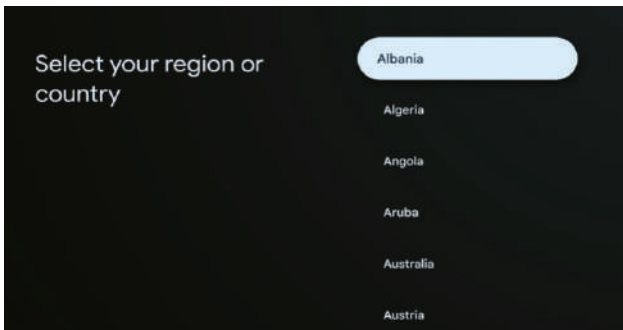 Select your region or
country
Albania
Algeria
Angola
Aruba
Australia
Austria